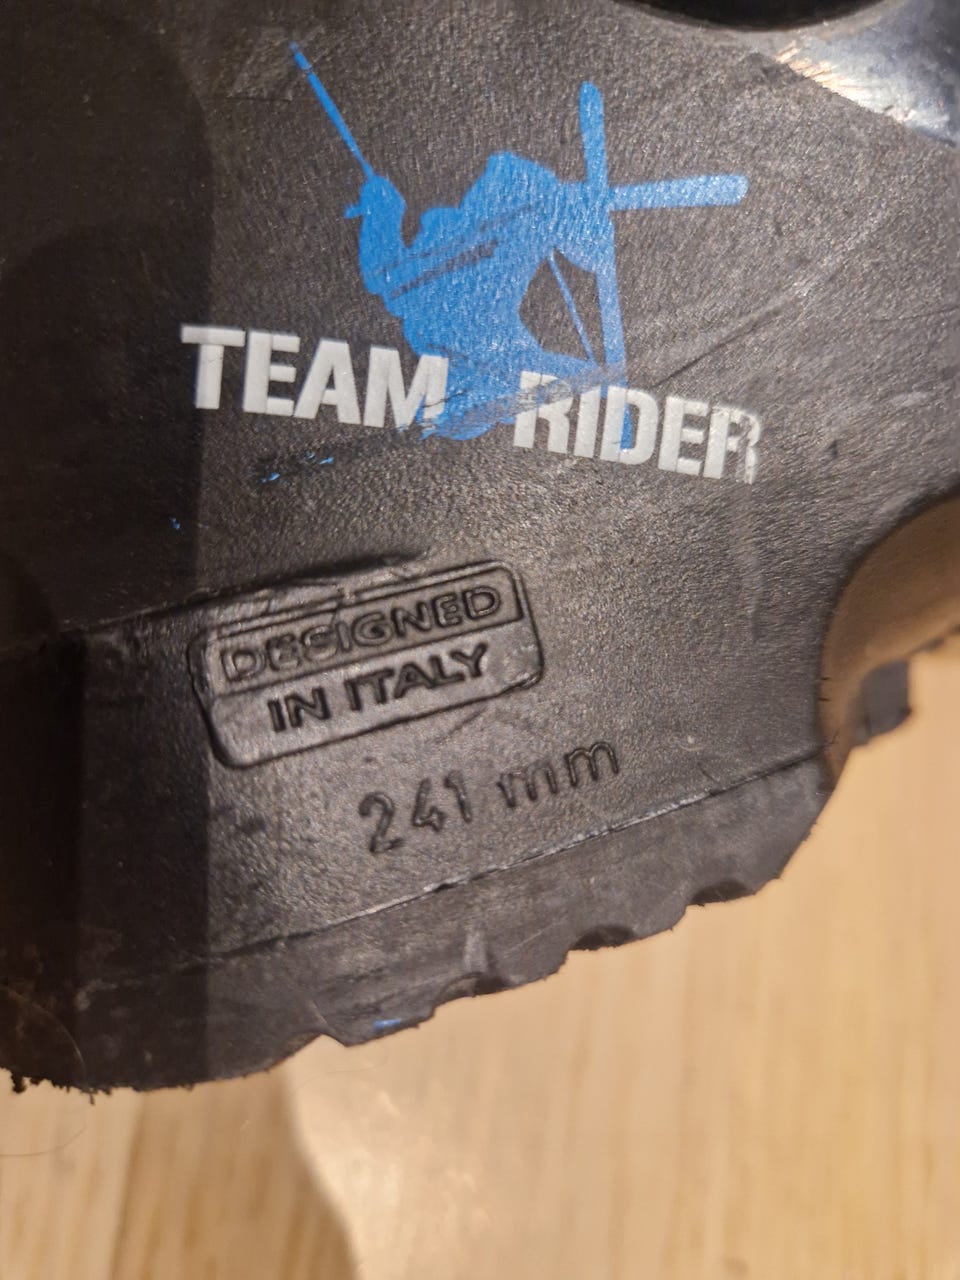 TEAM RIDER
DESIGNED
IN ITALY
241 mm